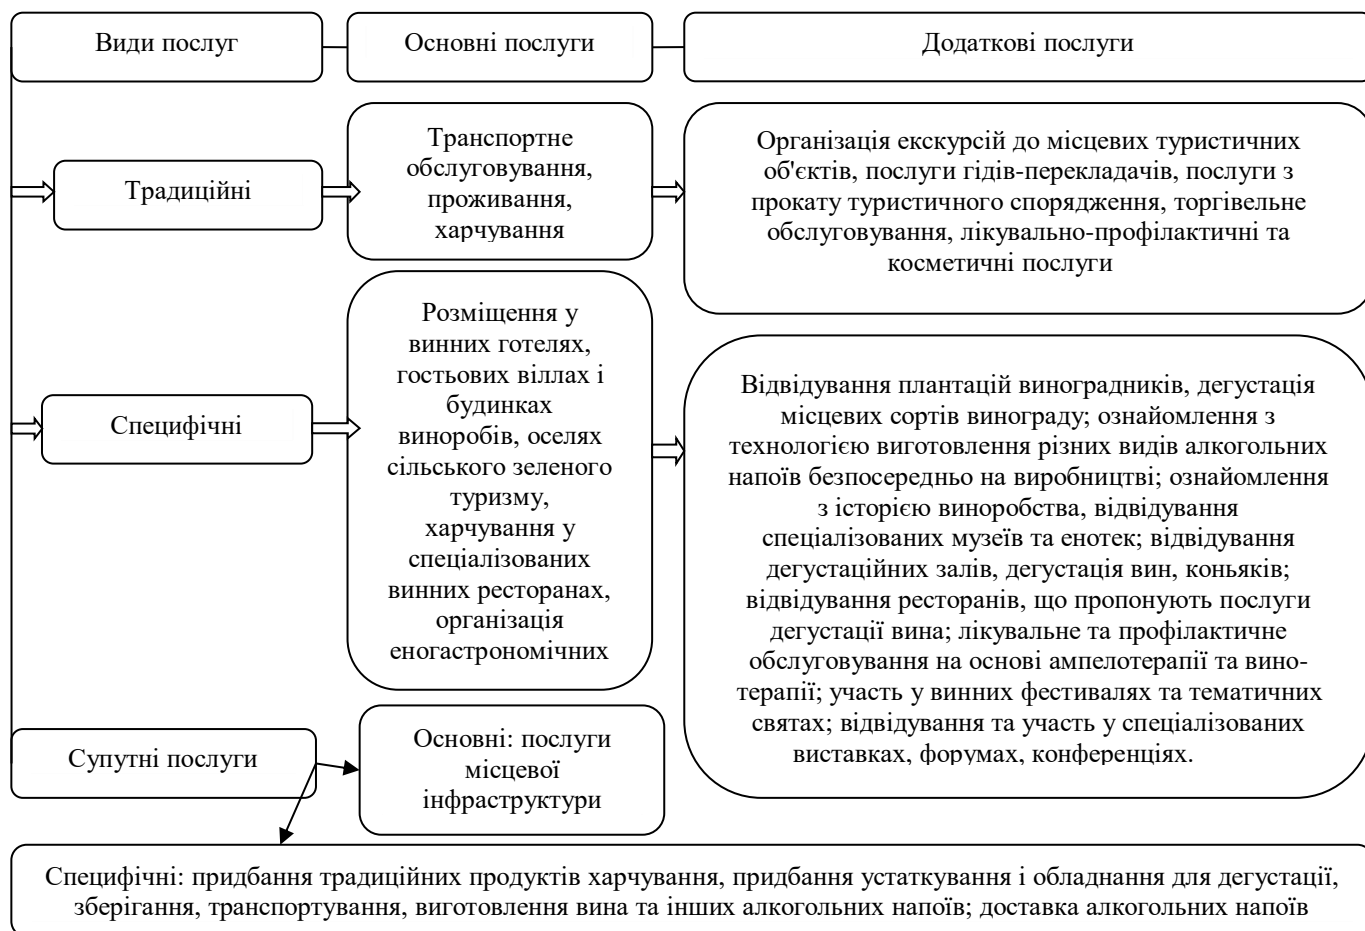 Види послуг
Основні послуги
Додаткові послуги
Традиційні
Транспортне
обслуговування,
проживання,
харчування
Організація екскурсій до місцевих туристичних
об'єктів, послуги гідів-перекладачів, послуги з
прокату туристичного спорядження, торгівельне
обслуговування, лікувально-профілактичні та
косметичні послуги
Специфічні
Розміщення у
винних готелях,
гостьових віллах і
будинках
виноробів, оселях
сільського зеленого
туризму,
харчування у
спеціалізованих
винних ресторанах,
організація
еногастрономічних
Відвідування плантацій виноградників, дегустація
місцевих сортів винограду; ознайомлення з
технологією виготовлення різних видів алкогольних
напоїв безпосередньо на виробництві; ознайомлення
з історією виноробства, відвідування
спеціалізованих музеїв та енотек; відвідування
дегустаційних залів, дегустація вин, коньяків;
відвідування ресторанів, що пропонують послуги
дегустації вина; лікувальне та профілактичне
обслуговування на основі ампелотерапії та вино-
терапії; участь у винних фестивалях та тематичних
святах; відвідування та участь у спеціалізованих
виставках, форумах, конференціях.
Супутні послуги
Основні: послуги
місцевої
інфраструктури
Специфічні: придбання традиційних продуктів харчування, придбання устаткування і обладнання для дегустації,
зберігання, транспортування, виготовлення вина та інших алкогольних напоїв; доставка алкогольних напоїв